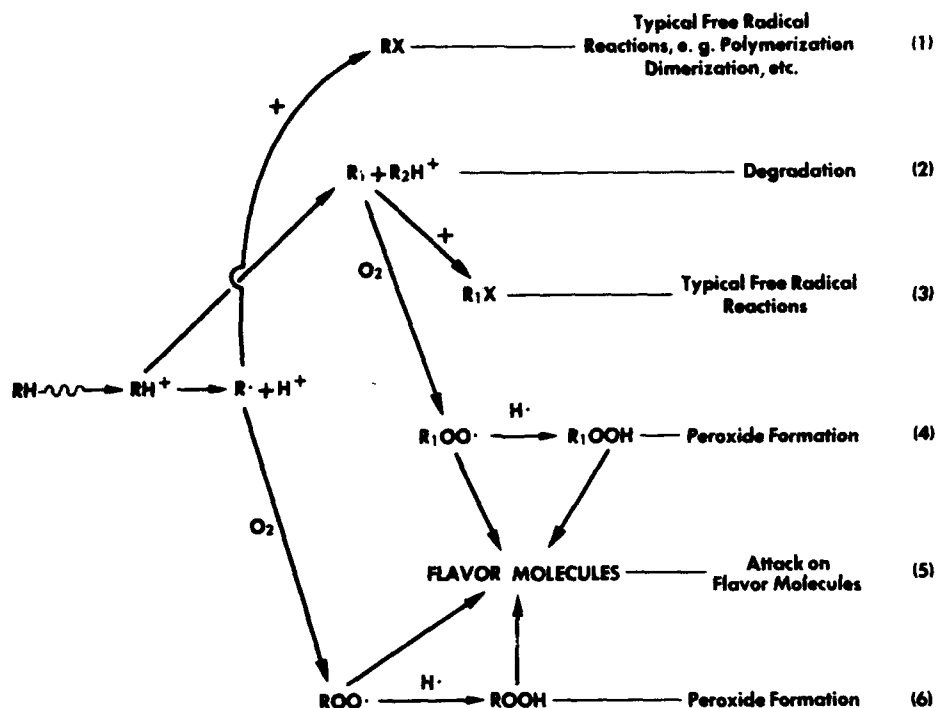 RX
Typical Free Radical
Reactions, e. g. Polymerization
Dimerization, etc.
(1)
+
R· + R₂H⁺
Degradation
(2)
+
O₂
R₁X
Typical Free Radical
Reactions
(3)
RH
RH⁺
R· + H⁺
R₁OO·
H·
R₁OOH
Peroxide Formation
(4)
O₂
FLAVOR MOLECULES
Attack on
Flavor Molecules
(5)
ROO·
H·
ROOH
Peroxide Formation
(6)